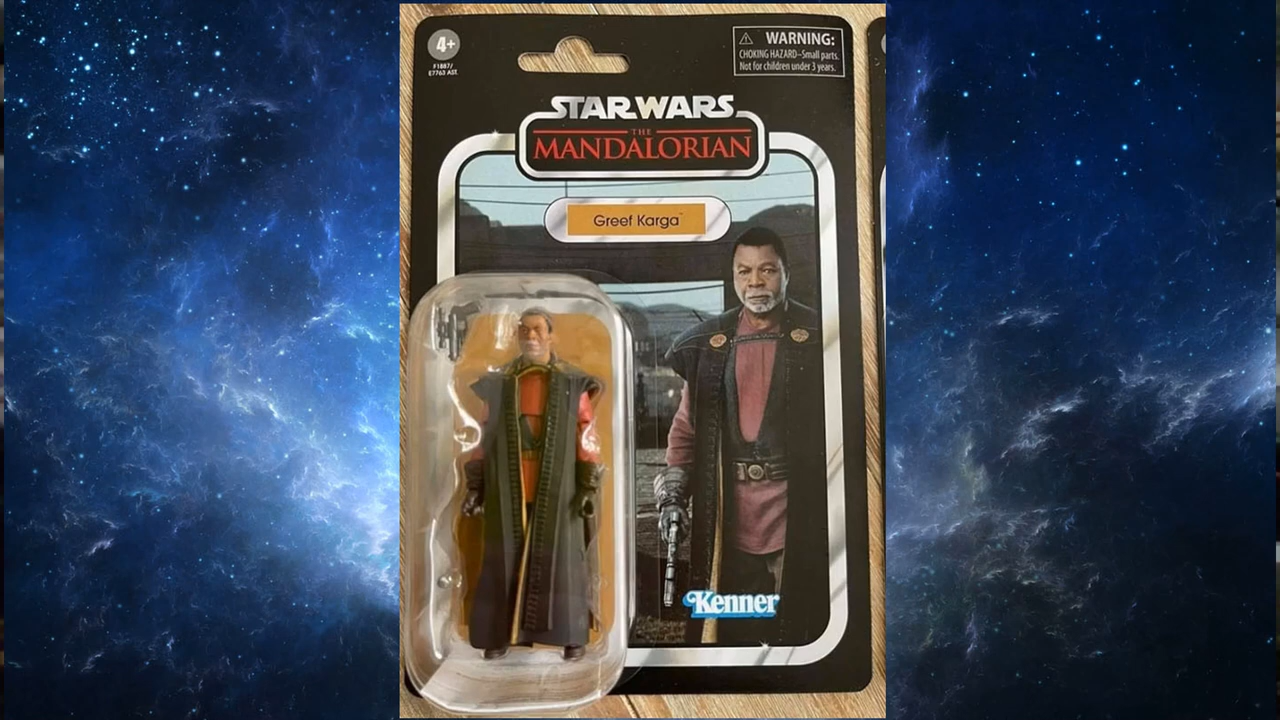 4+
F1887/
E7763 AST.
WARNING:
CHOKING HAZARD–Small parts.
Not for children under 3 years.
STAR WARS
THE
MANDALORIAN
Greef Karga™
Kenner